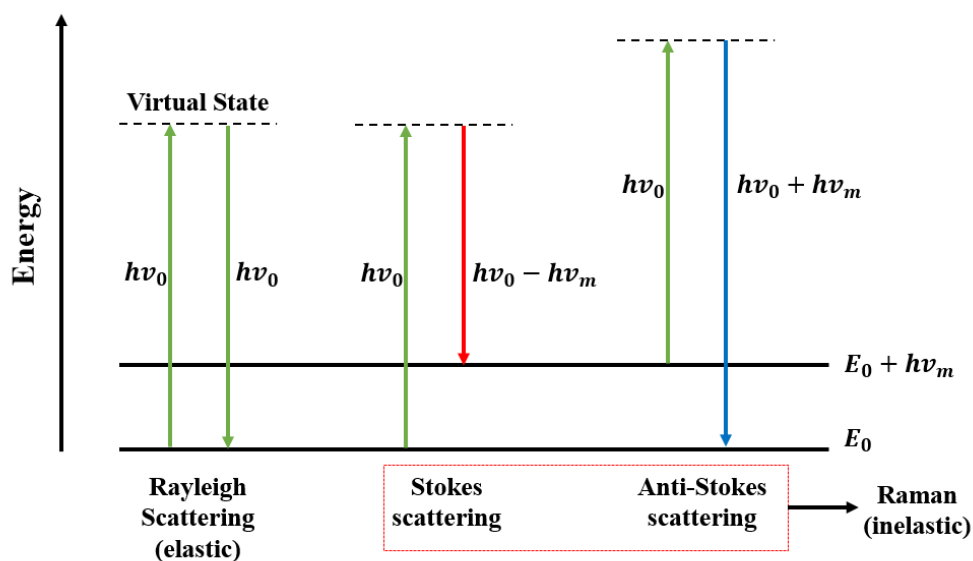 Energy
Virtual State
hv₀
hv₀
hv₀
hv₀ − hvₘ
hv₀
hv₀ + hvₘ
E₀ + hvₘ
E₀
Rayleigh
Scattering
(elastic)
Stokes
scattering
Anti-Stokes
scattering
Raman
(inelastic)